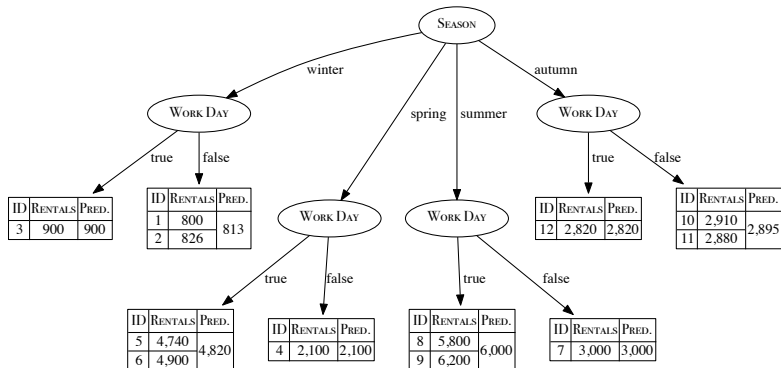 SEASON
winter
spring
summer
autumn
WORK DAY
WORK DAY
true
false
true
false
ID RENTALS PRED.
3 900 900
ID RENTALS PRED.
1 800
813
2 826
WORK DAY
WORK DAY
ID RENTALS PRED.
12 2,820 2,820
ID RENTALS PRED.
10 2,910
2,895
11 2,880
true
false
true
false
ID RENTALS PRED.
5 4,740
4,820
6 4,900
ID RENTALS PRED.
4 2,100 2,100
ID RENTALS PRED.
8 5,800
6,000
9 6,200
ID RENTALS PRED.
7 3,000 3,000